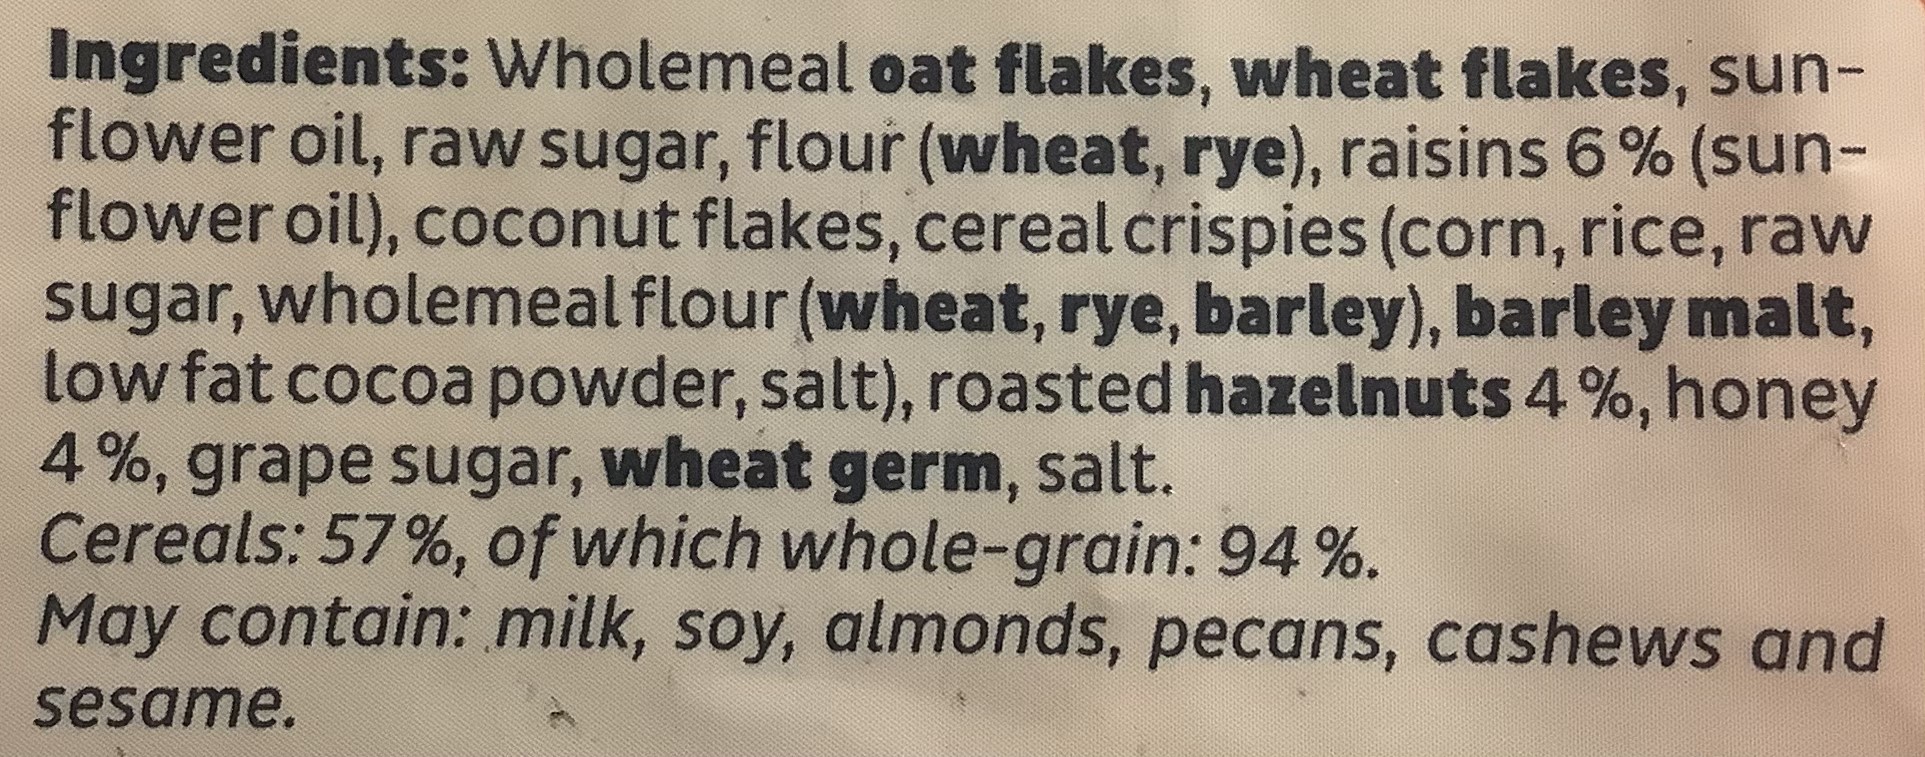 Ingredients: Wholemeal oat flakes, wheat flakes, sun-
flower oil, raw sugar, flour (wheat, rye), raisins 6 % (sun-
flower oil), coconut flakes, cereal crispies (corn, rice, raw
sugar, wholemeal flour (wheat, rye, barley), barley malt,
low fat cocoa powder, salt), roasted hazelnuts 4 %, honey
4 %, grape sugar, wheat germ, salt.
Cereals: 57 %, of which whole-grain: 94 %.
May contain: milk, soy, almonds, pecans, cashews and
sesame.